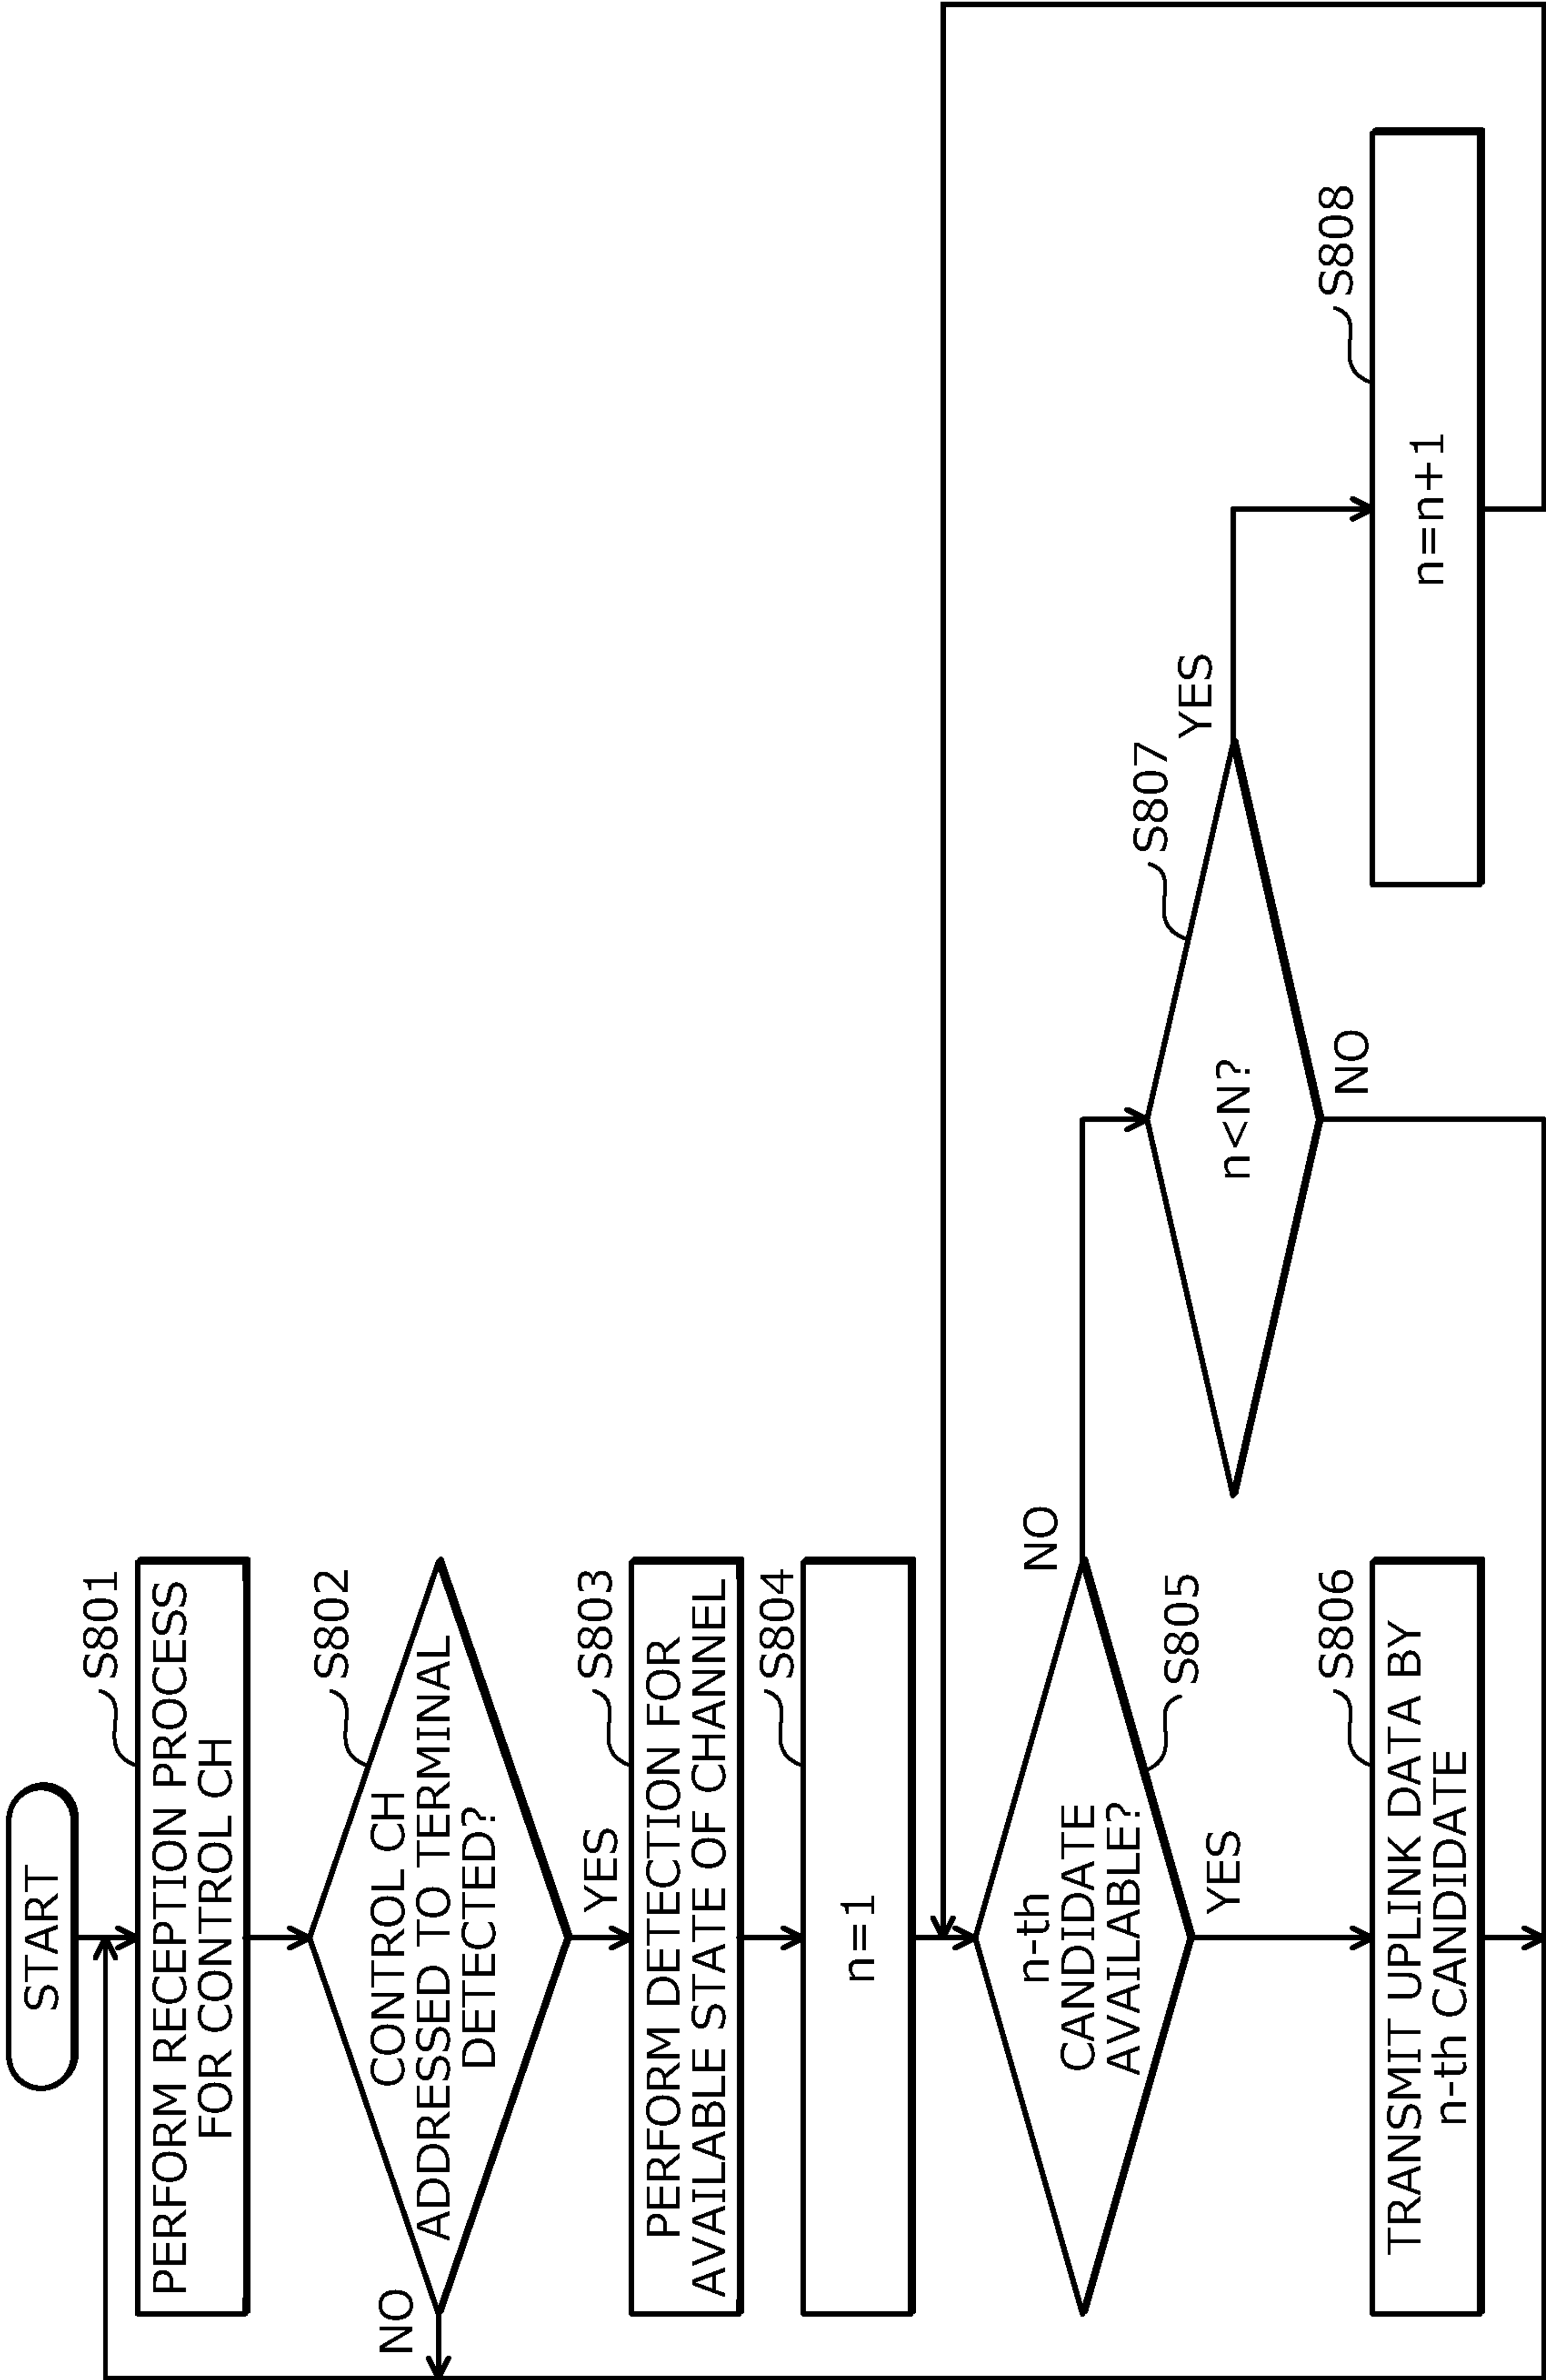 START
S801
PERFORM RECEPTION PROCESS
FOR CONTROL CH
S802
CONTROL CH
ADDRESSED TO TERMINAL
DETECTED?
NO
YES
S803
PERFORM DETECTION FOR
AVAILABLE STATE OF CHANNEL
S804
n=1
n-th
CANDIDATE
AVAILABLE?
NO
S805
YES
S806
TRANSMIT UPLINK DATA BY
n-th CANDIDATE
S807
n<N?
YES
NO
S808
n=n+1